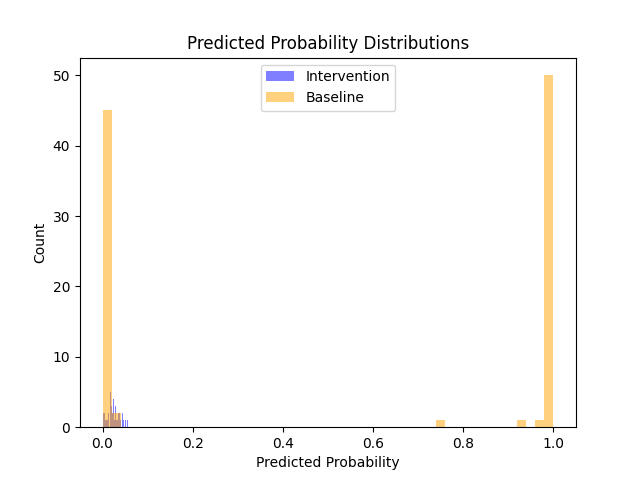 Predicted Probability Distributions
Intervention
Baseline
Count
50
40
30
20
10
0
0.0 0.2 0.4 0.6 0.8 1.0
Predicted Probability